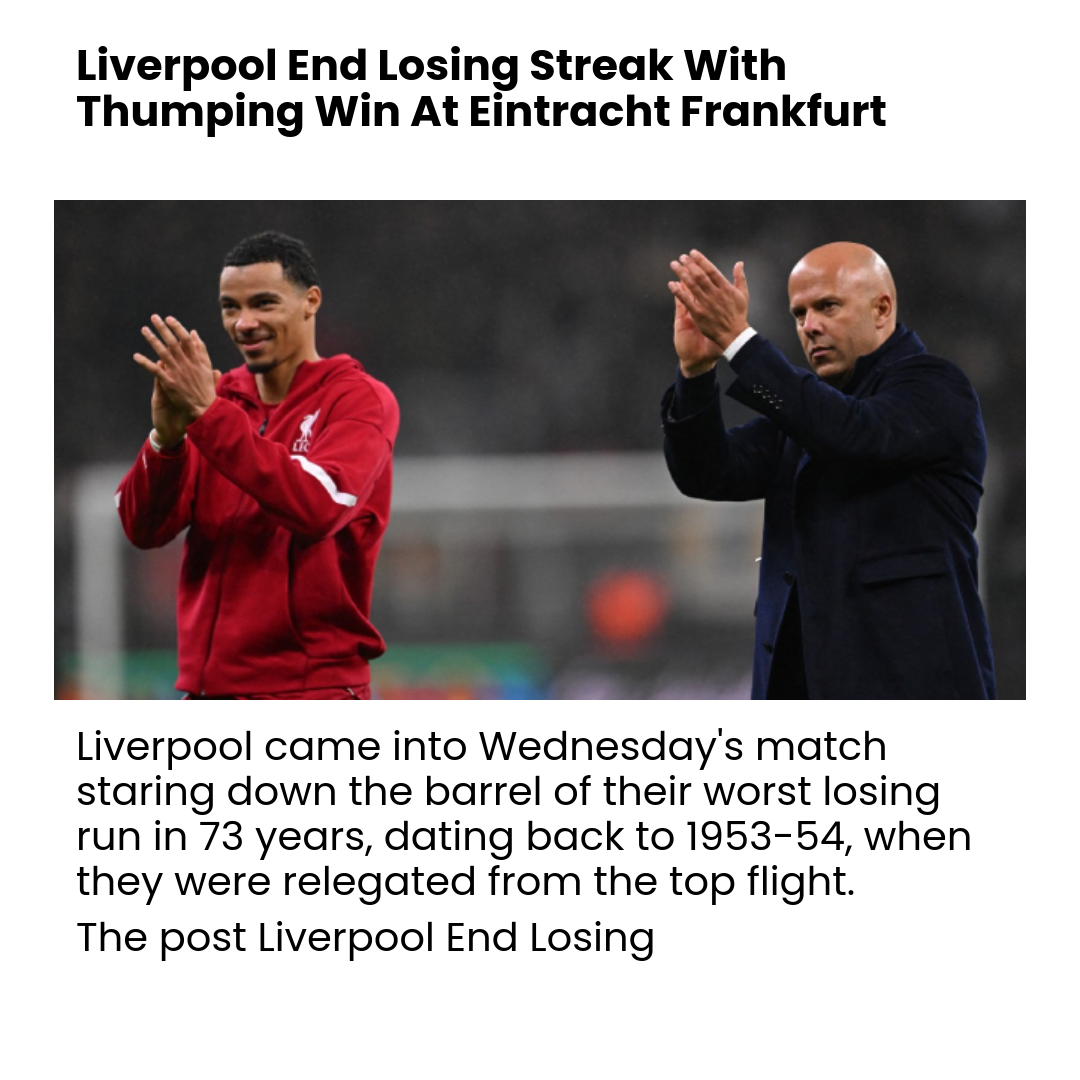 Liverpool End Losing Streak With
Thumping Win At Eintracht Frankfurt
LFC
Liverpool came into Wednesday's match
staring down the barrel of their worst losing
run in 73 years, dating back to 1953-54, when
they were relegated from the top flight.
The post Liverpool End Losing